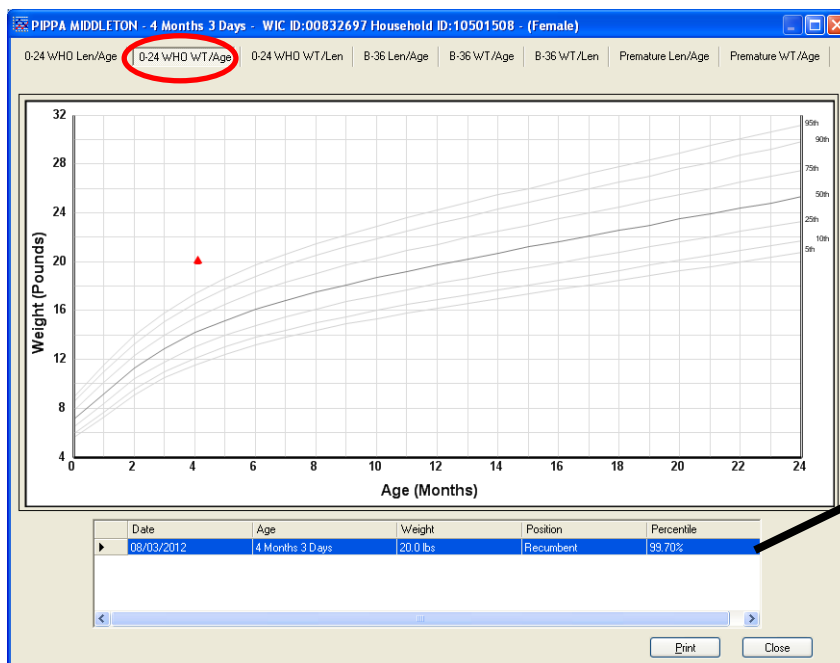 PIPPA MIDDLETON - 4 Months 3 Days - WIC ID:00832697 Household ID:10501508 - (Female)
0-24 WHO Len/Age 0-24 WHO WT/Age 0-24 WHO WT/Len B-36 Len/Age B-36 WT/Age B-36 WT/Len Premature Len/Age Premature WT/Age
32
28
24
20
16
12
8
4
Weight (Pounds)
95th
90th
75th
50th
25th
10th
5th
0 2 4 6 8 10 12 14 16 18 20 22 24
Age (Months)
Date Age Weight Position Percentile
08/03/2012 4 Months 3 Days 20.0 lbs Recumbent 99.70%
Print Close